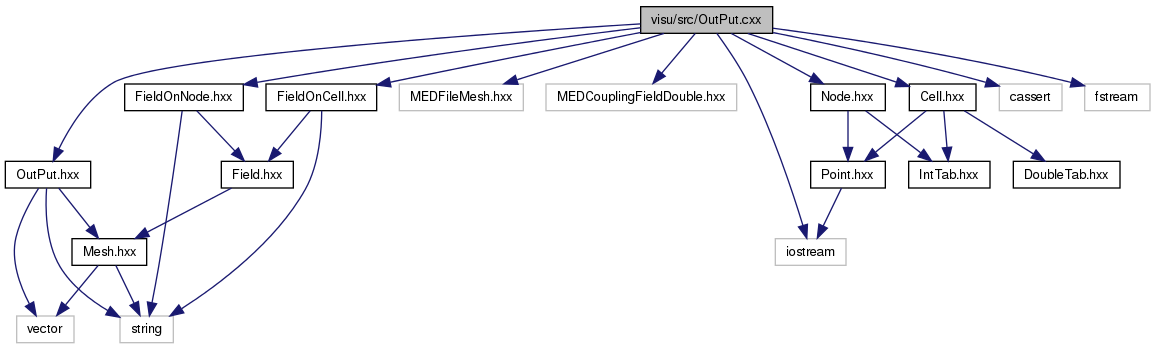 visu/src/OutPut.cxx
FieldOnNode.hxx
FieldOnCell.hxx
MEDFileMesh.hxx
MEDCouplingFieldDouble.hxx
Node.hxx
Cell.hxx
cassert
fstream
OutPut.hxx
Field.hxx
Point.hxx
IntTab.hxx
DoubleTab.hxx
Mesh.hxx
iostream
vector
string